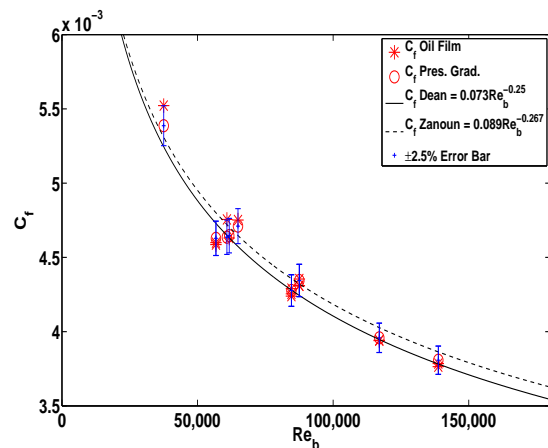 6 x 10⁻³
5.5
5
4.5
4
3.5
C_f
0 50,000 100,000 150,000
Re_b
C_f Oil Film
C_f Pres. Grad.
C_f Dean = 0.073Re_b^-0.25
C_f Zanoun = 0.089Re_b^-0.267
±2.5% Error Bar